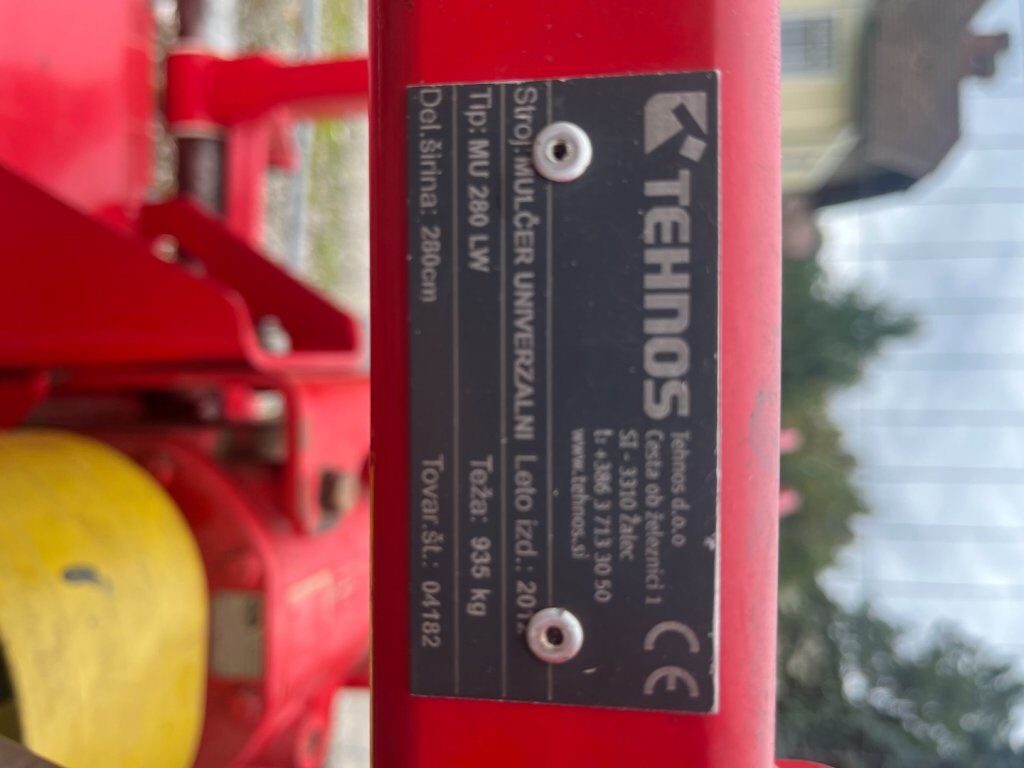 TEHNOS
Tehnos d.o.o
Cesta ob železnici 1
SI - 3310 Žalec
t: +386 3 713 30 50
www.tehnos.si
CE
Stroj: MULČER UNIVERZALNI Leto izd.:
Tip: MU 280 LW Teža: 935 kg
Del.širina: 280cm Tovar.št.: 04182